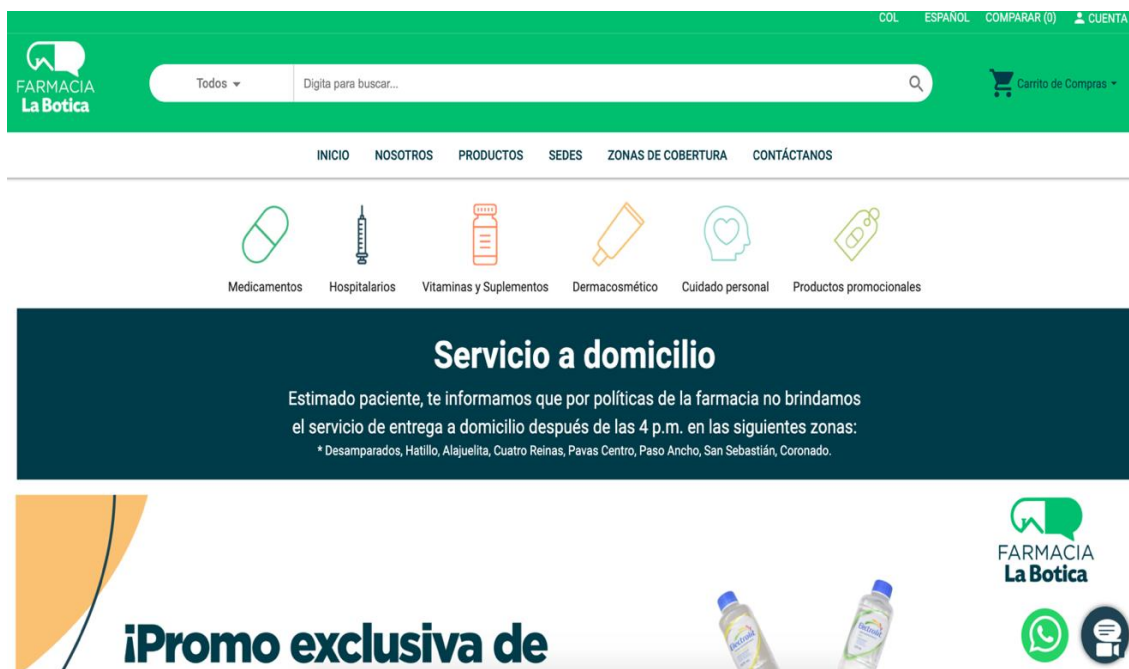 COL ESPAÑOL COMPARAR (0) CUENTA
FARMACIA
La Botica
Todos
Digita para buscar...
Carrito de Compras
INICIO NOSOTROS PRODUCTOS SEDES ZONAS DE COBERTURA CONTÁCTANOS
Medicamentos Hospitalarios Vitaminas y Suplementos Dermacosmético Cuidado personal Productos promocionales
Servicio a domicilio
Estimado paciente, te informamos que por políticas de la farmacia no brindamos
el servicio de entrega a domicilio después de las 4 p.m. en las siguientes zonas:
* Desamparados, Hatillo, Alajuelita, Cuatro Reinas, Pavas Centro, Paso Ancho, San Sebastián, Coronado.
FARMACIA
La Botica
¡Promo exclusiva de
Electrolit
Electrolit